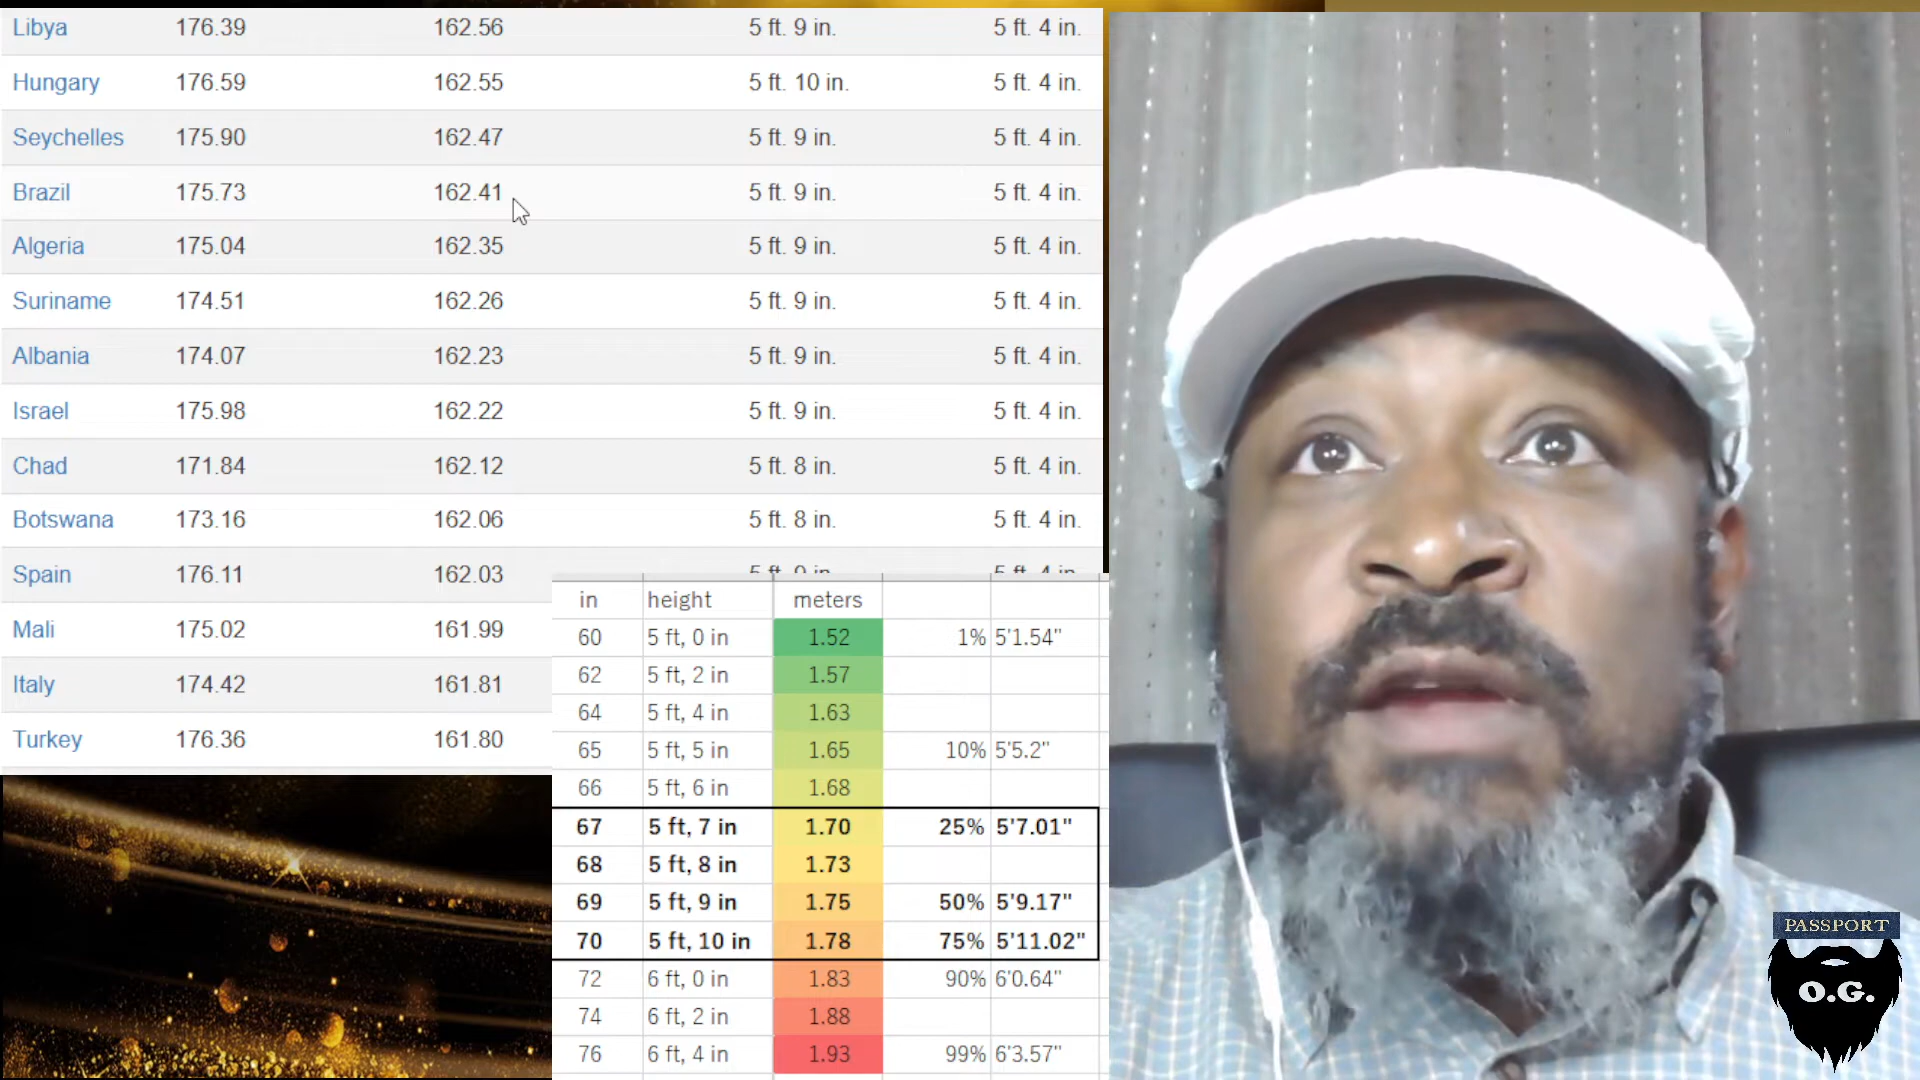 Libya 176.39 162.56 5 ft. 9 in. 5 ft. 4 in.
Hungary 176.59 162.55 5 ft. 10 in. 5 ft. 4 in.
Seychelles 175.90 162.47 5 ft. 9 in. 5 ft. 4 in.
Brazil 175.73 162.41 5 ft. 9 in. 5 ft. 4 in.
Algeria 175.04 162.35 5 ft. 9 in. 5 ft. 4 in.
Suriname 174.51 162.26 5 ft. 9 in. 5 ft. 4 in.
Albania 174.07 162.23 5 ft. 9 in. 5 ft. 4 in.
Israel 175.98 162.22 5 ft. 9 in. 5 ft. 4 in.
Chad 171.84 162.12 5 ft. 8 in. 5 ft. 4 in.
Botswana 173.16 162.06 5 ft. 8 in. 5 ft. 4 in.
Spain 176.11 162.03
Mali 175.02 161.99
Italy 174.42 161.81
Turkey 176.36 161.80
in height meters
60 5 ft, 0 in 1.52 1% 5'1.54"
62 5 ft, 2 in 1.57
64 5 ft, 4 in 1.63
65 5 ft, 5 in 1.65 10% 5'5.2"
66 5 ft, 6 in 1.68
67 5 ft, 7 in 1.70 25% 5'7.01"
68 5 ft, 8 in 1.73
69 5 ft, 9 in 1.75 50% 5'9.17"
70 5 ft, 10 in 1.78 75% 5'11.02"
72 6 ft, 0 in 1.83 90% 6'0.64"
74 6 ft, 2 in 1.88
76 6 ft, 4 in 1.93 99% 6'3.57"
PASSPORT
O.G.